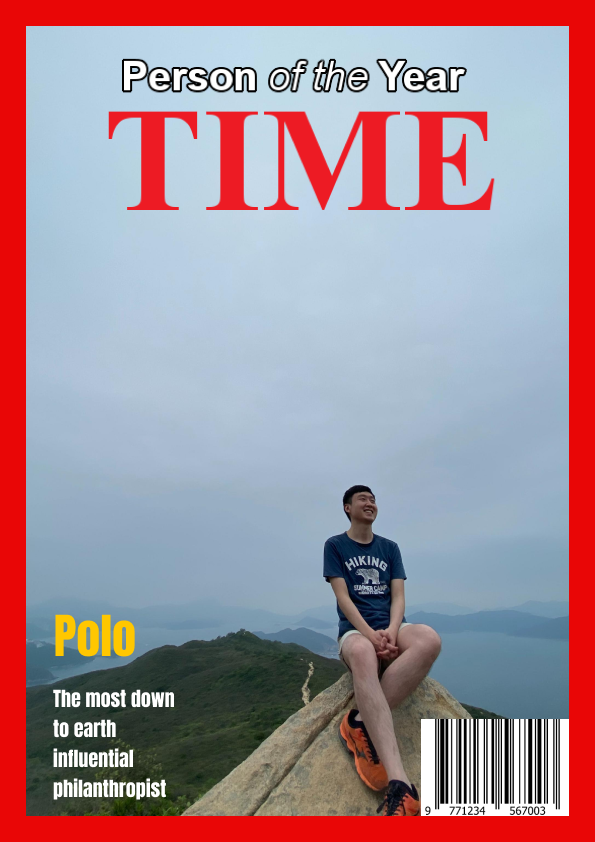 Person of the Year
TIME
HIKING
SUMMER CAMP
Polo
The most down
to earth
influential
philanthropist
9 771234 567003